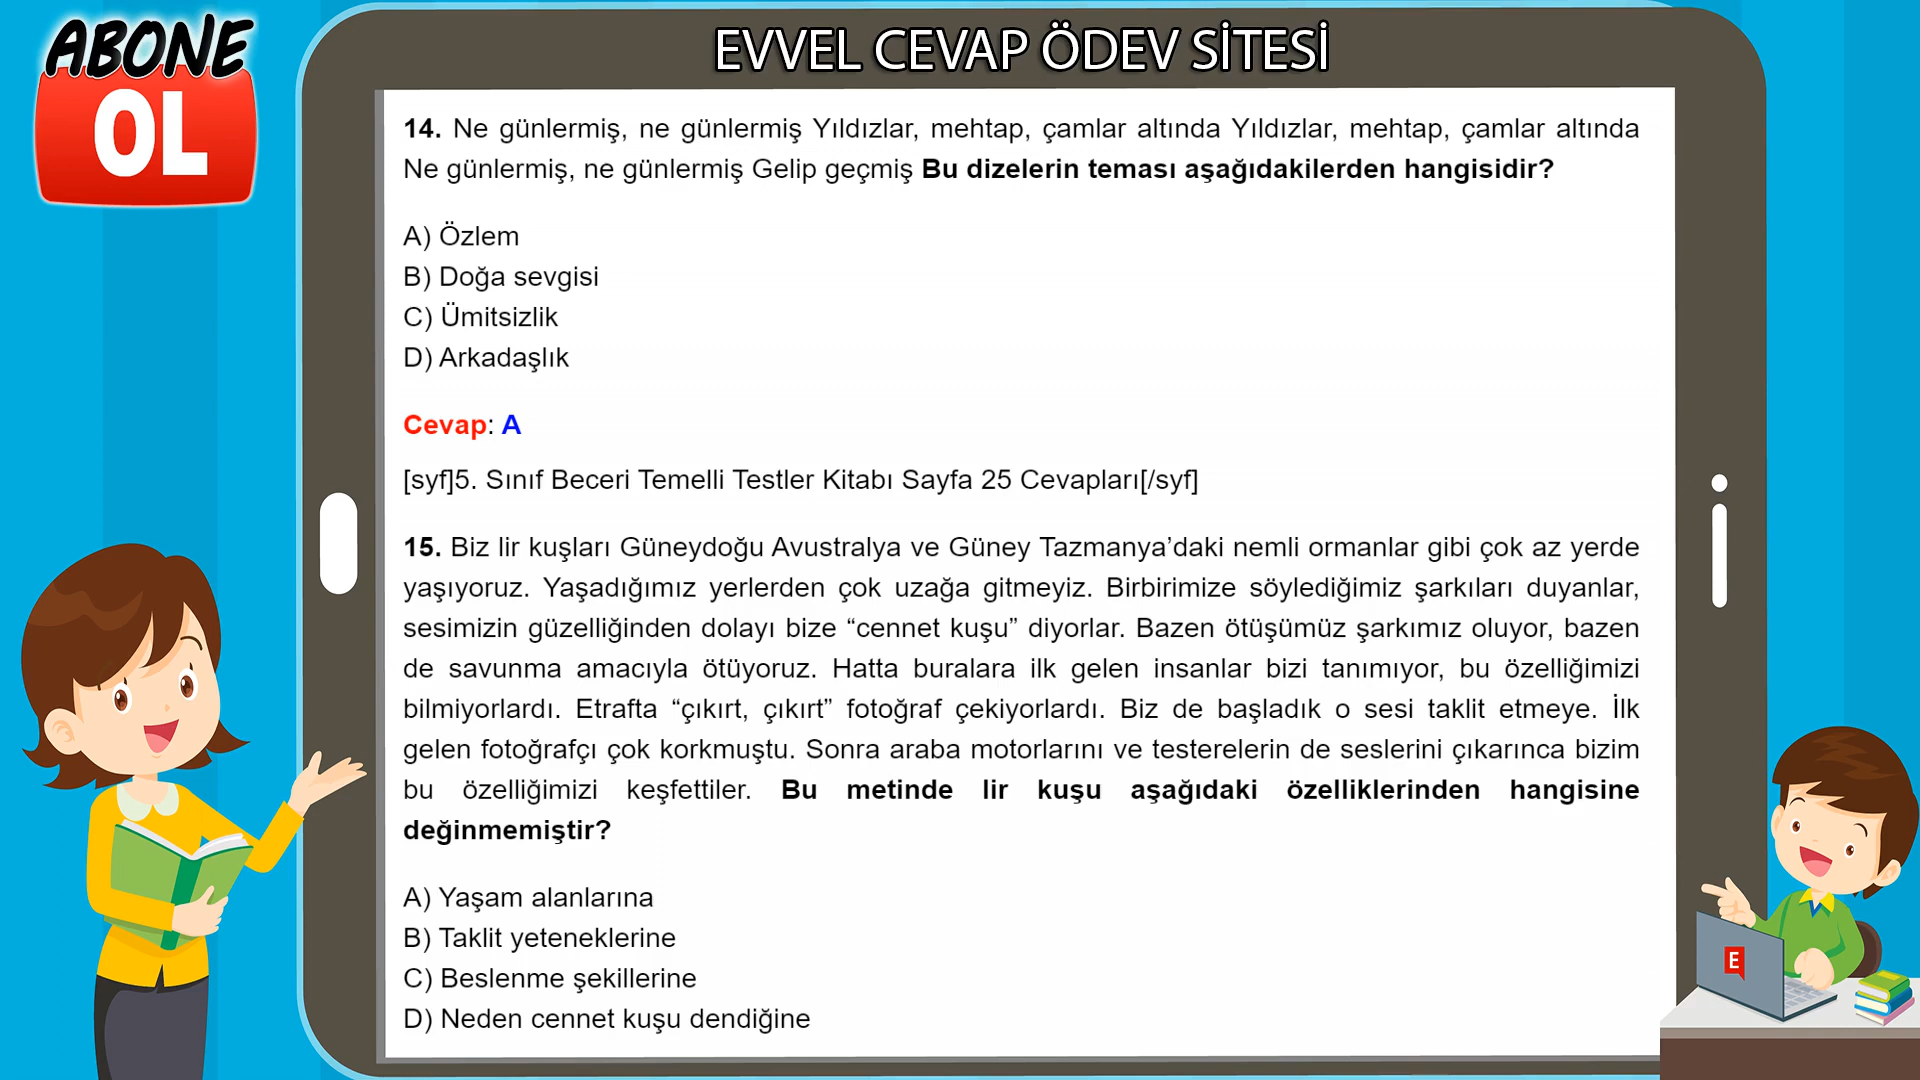 ABONE
OL
EVVEL CEVAP ÖDEV SİTESİ
14. Ne günlermiş, ne günlermiş Yıldızlar, mehtap, çamlar altında Yıldızlar, mehtap, çamlar altında
Ne günlermiş, ne günlermiş Gelip geçmiş Bu dizelerin teması aşağıdakilerden hangisidir?
A) Özlem
B) Doğa sevgisi
C) Ümitsizlik
D) Arkadaşlık
Cevap: A
[syf]5. Sınıf Beceri Temelli Testler Kitabı Sayfa 25 Cevapları[/syf]
15. Biz lir kuşları Güneydoğu Avustralya ve Güney Tazmanya’daki nemli ormanlar gibi çok az yerde
yaşıyoruz. Yaşadığımız yerlerden çok uzağa gitmeyiz. Birbirimize söylediğimiz şarkıları duyanlar,
sesimizin güzelliğinden dolayı bize “cennet kuşu” diyorlar. Bazen ötüşümüz şarkımız oluyor, bazen
de savunma amacıyla ötüyoruz. Hatta buralara ilk gelen insanlar bizi tanımıyor, bu özelliğimizi
bilmiyorlardı. Etrafta “çıkırt, çıkırt” fotoğraf çekiyorlardı. Biz de başladık o sesi taklit etmeye. İlk
gelen fotoğrafçı çok korkmuştu. Sonra araba motorlarını ve testerelerin de seslerini çıkarınca bizim
bu özelliğimizi keşfettiler. Bu metinde lir kuşu aşağıdaki özelliklerinden hangisine
değinmemiştir?
A) Yaşam alanlarına
B) Taklit yeteneklerine
C) Beslenme şekillerine
D) Neden cennet kuşu dendiğine
E